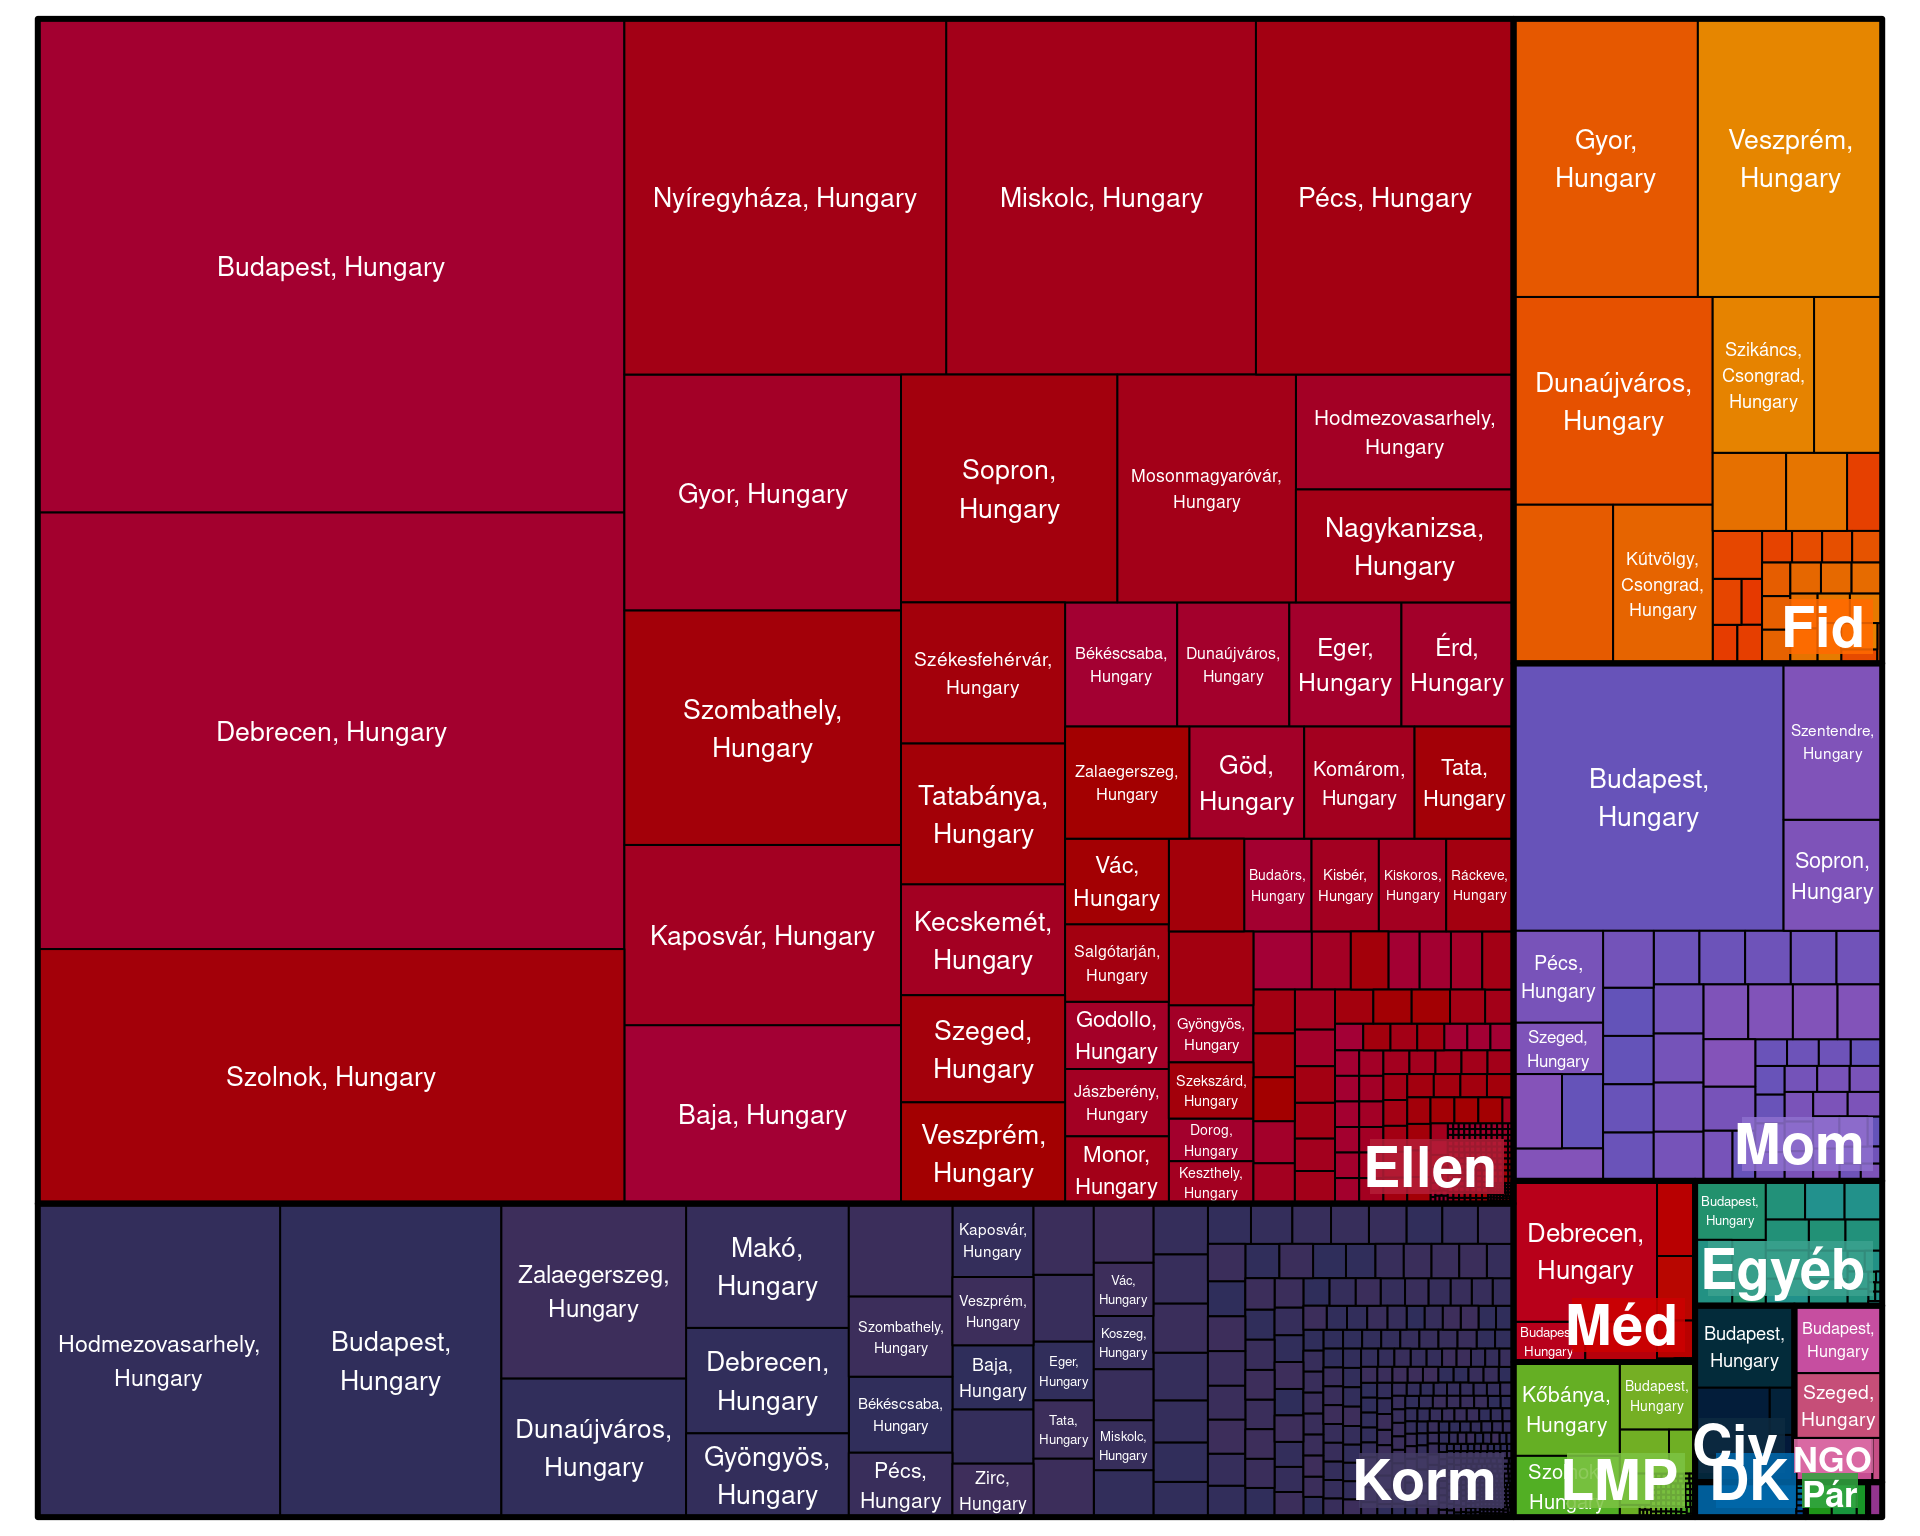 Budapest, Hungary
Debrecen, Hungary
Szolnok, Hungary
Nyíregyháza, Hungary
Miskolc, Hungary
Pécs, Hungary
Gyor, Hungary
Szombathely,
Hungary
Kaposvár, Hungary
Baja, Hungary
Sopron,
Hungary
Mosonmagyaróvár,
Hungary
Hodmezovasarhely,
Hungary
Nagykanizsa,
Hungary
Székesfehérvár,
Hungary
Tatabánya,
Hungary
Kecskemét,
Hungary
Szeged,
Hungary
Veszprém,
Hungary
Békéscsaba,
Hungary
Dunaújváros,
Hungary
Eger,
Hungary
Érd,
Hungary
Zalaegerszeg,
Hungary
Göd,
Hungary
Komárom,
Hungary
Tata,
Hungary
Vác,
Hungary
Budaörs,
Hungary
Kisbér,
Hungary
Kiskoros,
Hungary
Ráckeve,
Hungary
Salgótarján,
Hungary
Godollo,
Hungary
Jászberény,
Hungary
Monor,
Hungary
Gyöngyös,
Hungary
Szekszárd,
Hungary
Dorog,
Hungary
Keszthely,
Hungary
Ellen
Hodmezovasarhely,
Hungary
Budapest,
Hungary
Zalaegerszeg,
Hungary
Dunaújváros,
Hungary
Makó,
Hungary
Debrecen,
Hungary
Gyöngyös,
Hungary
Szombathely,
Hungary
Békéscsaba,
Hungary
Pécs,
Hungary
Kaposvár,
Hungary
Veszprém,
Hungary
Baja,
Hungary
Zirc,
Hungary
Eger,
Hungary
Tata,
Hungary
Vác,
Hungary
Koszeg,
Hungary
Miskolc,
Hungary
Korm
Gyor,
Hungary
Veszprém,
Hungary
Dunaújváros,
Hungary
Szikáncs,
Csongrad,
Hungary
Kútvölgy,
Csongrad,
Hungary
Fid
Budapest,
Hungary
Szentendre,
Hungary
Sopron,
Hungary
Pécs,
Hungary
Szeged,
Hungary
Mom
Debrecen,
Hungary
Budapest,
Hungary
Méd
Budapest,
Hungary
Egyéb
Kőbánya,
Hungary
Budapest,
Hungary
Szolnok,
Hungary
LMP
Budapest,
Hungary
Civ
Budapest,
Hungary
Szeged,
Hungary
NGO
DK
Pár